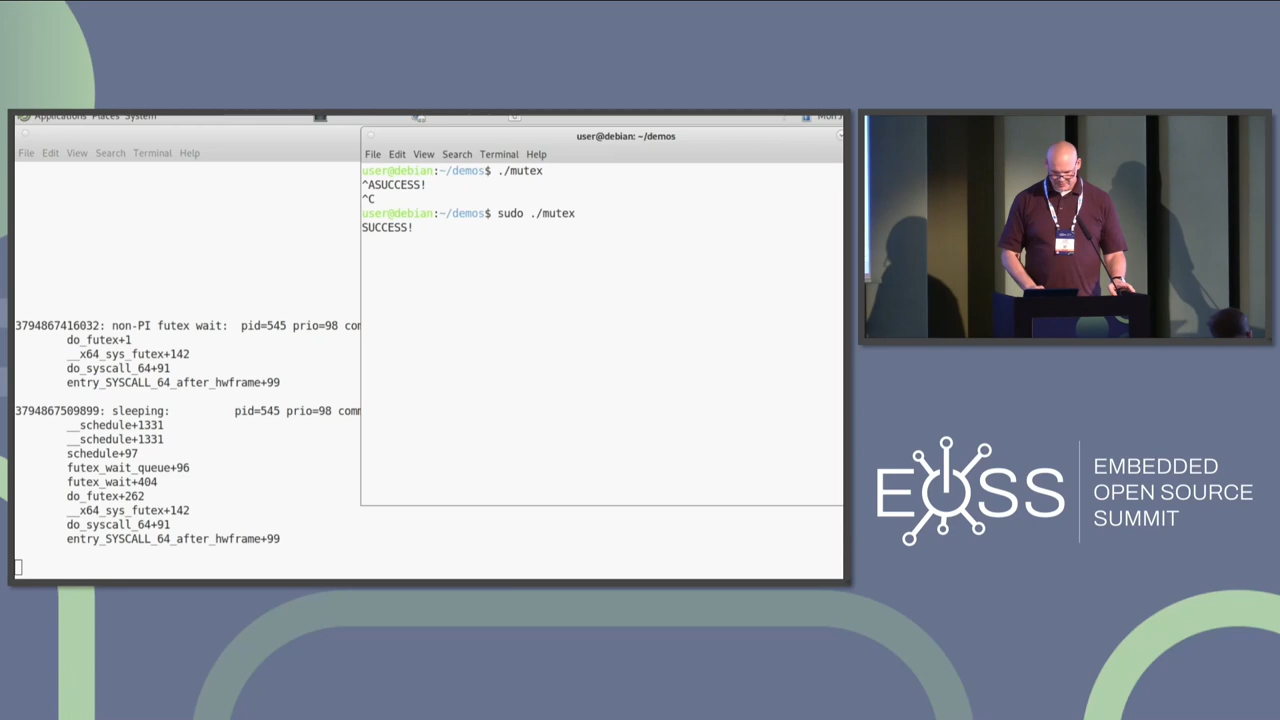 Applications Places System
Mon
File Edit View Search Terminal Help
3794867416032: non-PI futex wait:  pid=545 prio=98
do_futex+1
__x64_sys_futex+142
do_syscall_64+91
entry_SYSCALL_64_after_hwframe+99
3794867509899: sleeping:          pid=545 prio=98
__schedule+1331
__schedule+1331
schedule+97
futex_wait_queue+96
futex_wait+404
do_futex+262
__x64_sys_futex+142
do_syscall_64+91
entry_SYSCALL_64_after_hwframe+99
user@debian: ~/demos
File Edit View Search Terminal Help
user@debian:~/demos$ ./mutex
^ASUCCESS!
^C
user@debian:~/demos$ sudo ./mutex
SUCCESS!
EOSS
EMBEDDED
OPEN SOURCE
SUMMIT